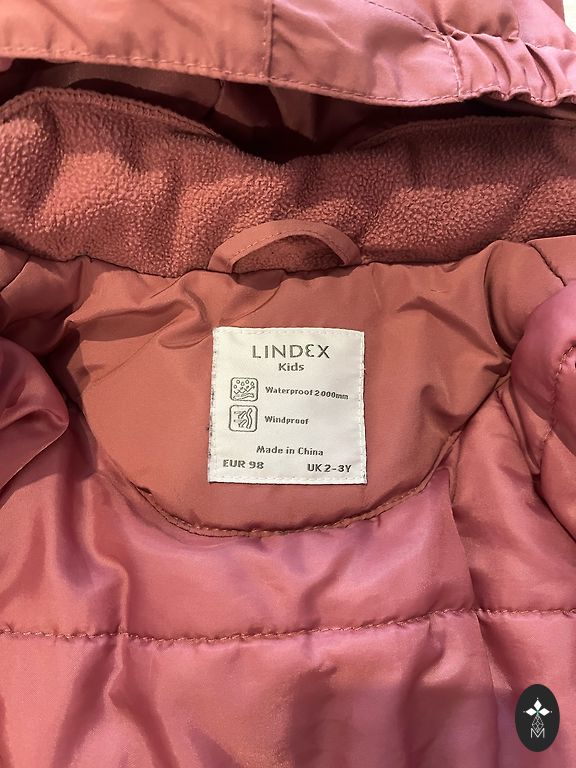 LINDEX
Kids
Waterproof 2000mm
Windproof
Made in China
EUR 98 UK 2-3Y
M